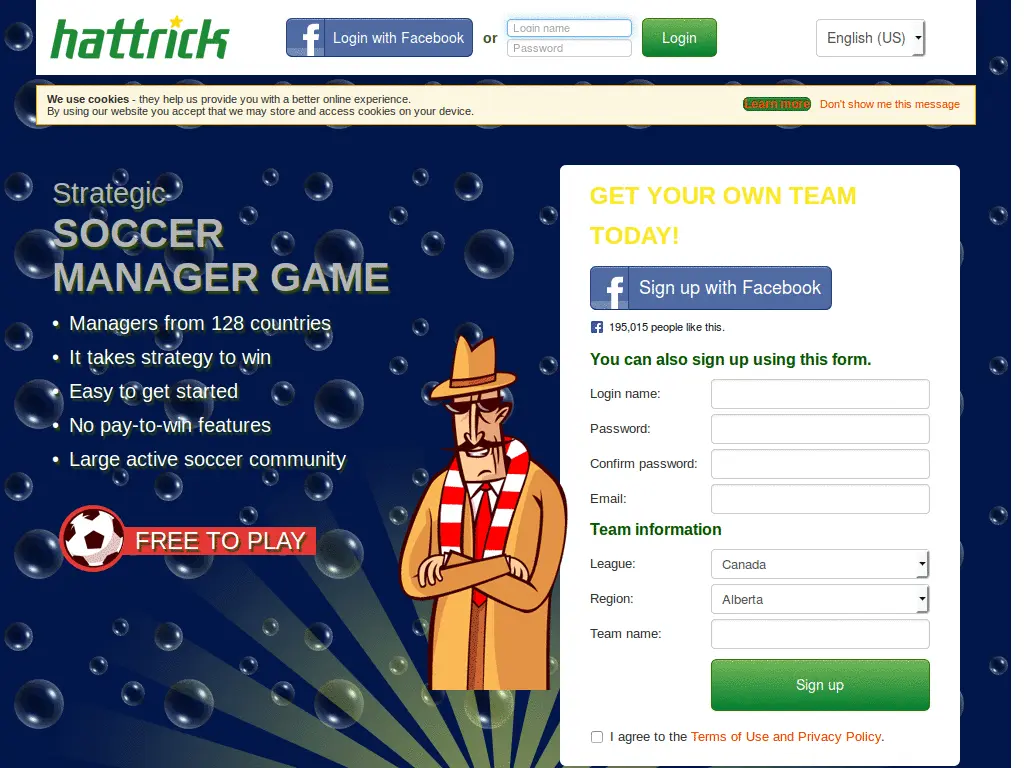 hattrick
f Login with Facebook or Login name Login English (US)
Password
We use cookies - they help us provide you with a better online experience.
By using our website you accept that we may store and access cookies on your device.
Learn more Don't show me this message
Strategic
SOCCER
MANAGER GAME
• Managers from 128 countries
• It takes strategy to win
• Easy to get started
• No pay-to-win features
• Large active soccer community
FREE TO PLAY
GET YOUR OWN TEAM
TODAY!
f Sign up with Facebook
f 195,015 people like this.
You can also sign up using this form.
Login name:
Password:
Confirm password:
Email:
Team information
League: Canada
Region: Alberta
Team name:
Sign up
I agree to the Terms of Use and Privacy Policy.